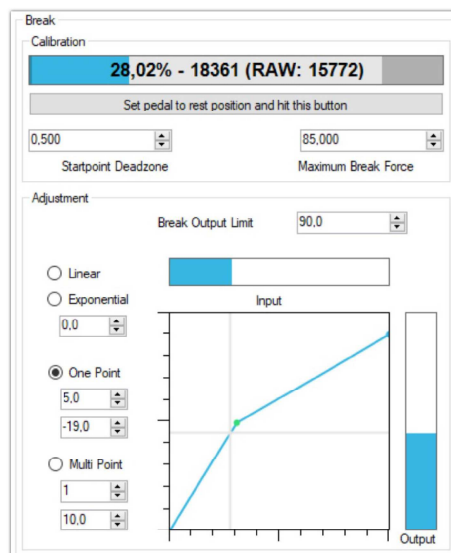 Break
Calibration
28,02% - 18361 (RAW: 15772)
Set pedal to rest position and hit this button
0,500 85,000
Startpoint Deadzone Maximum Break Force
Adjustment
Break Output Limit 90,0
Linear
Exponential Input
0,0
One Point
5,0
-19,0
Multi Point
1
10,0
Output